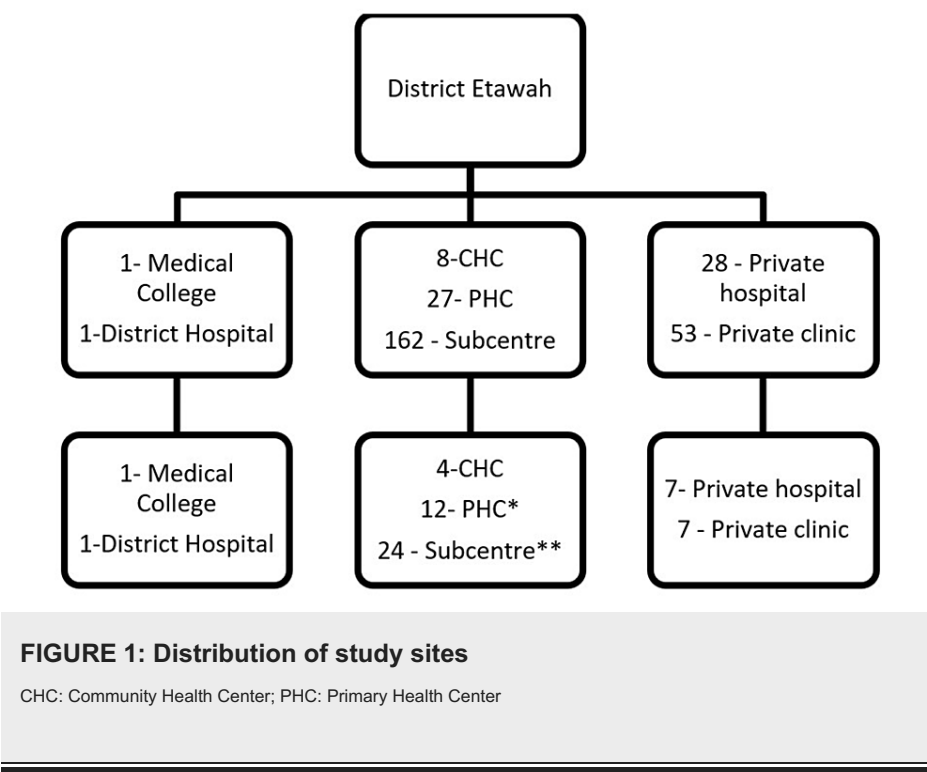 District Etawah
1- Medical
College
1-District Hospital
8-CHC
27- PHC
162 - Subcentre
28 - Private
hospital
53 - Private clinic
1- Medical
College
1-District Hospital
4-CHC
12- PHC*
24 - Subcentre**
7- Private hospital
7 - Private clinic
FIGURE 1: Distribution of study sites
CHC: Community Health Center; PHC: Primary Health Center